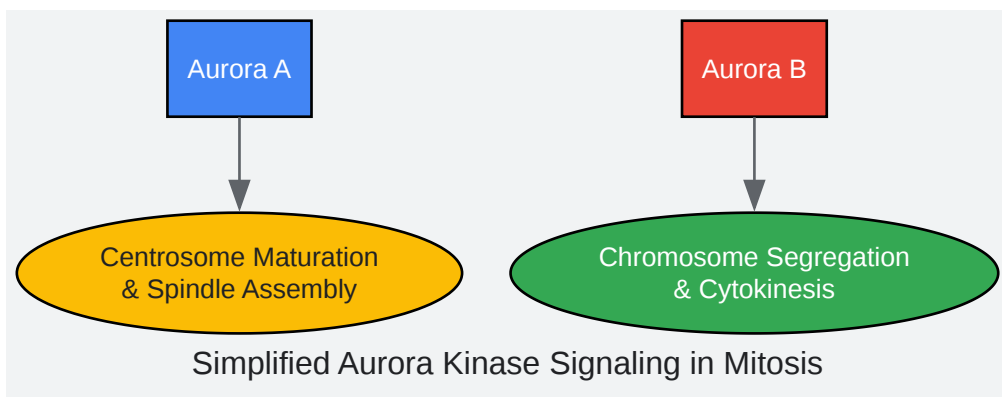 Aurora A
Aurora B
Centrosome Maturation
& Spindle Assembly
Chromosome Segregation
& Cytokinesis
Simplified Aurora Kinase Signaling in Mitosis